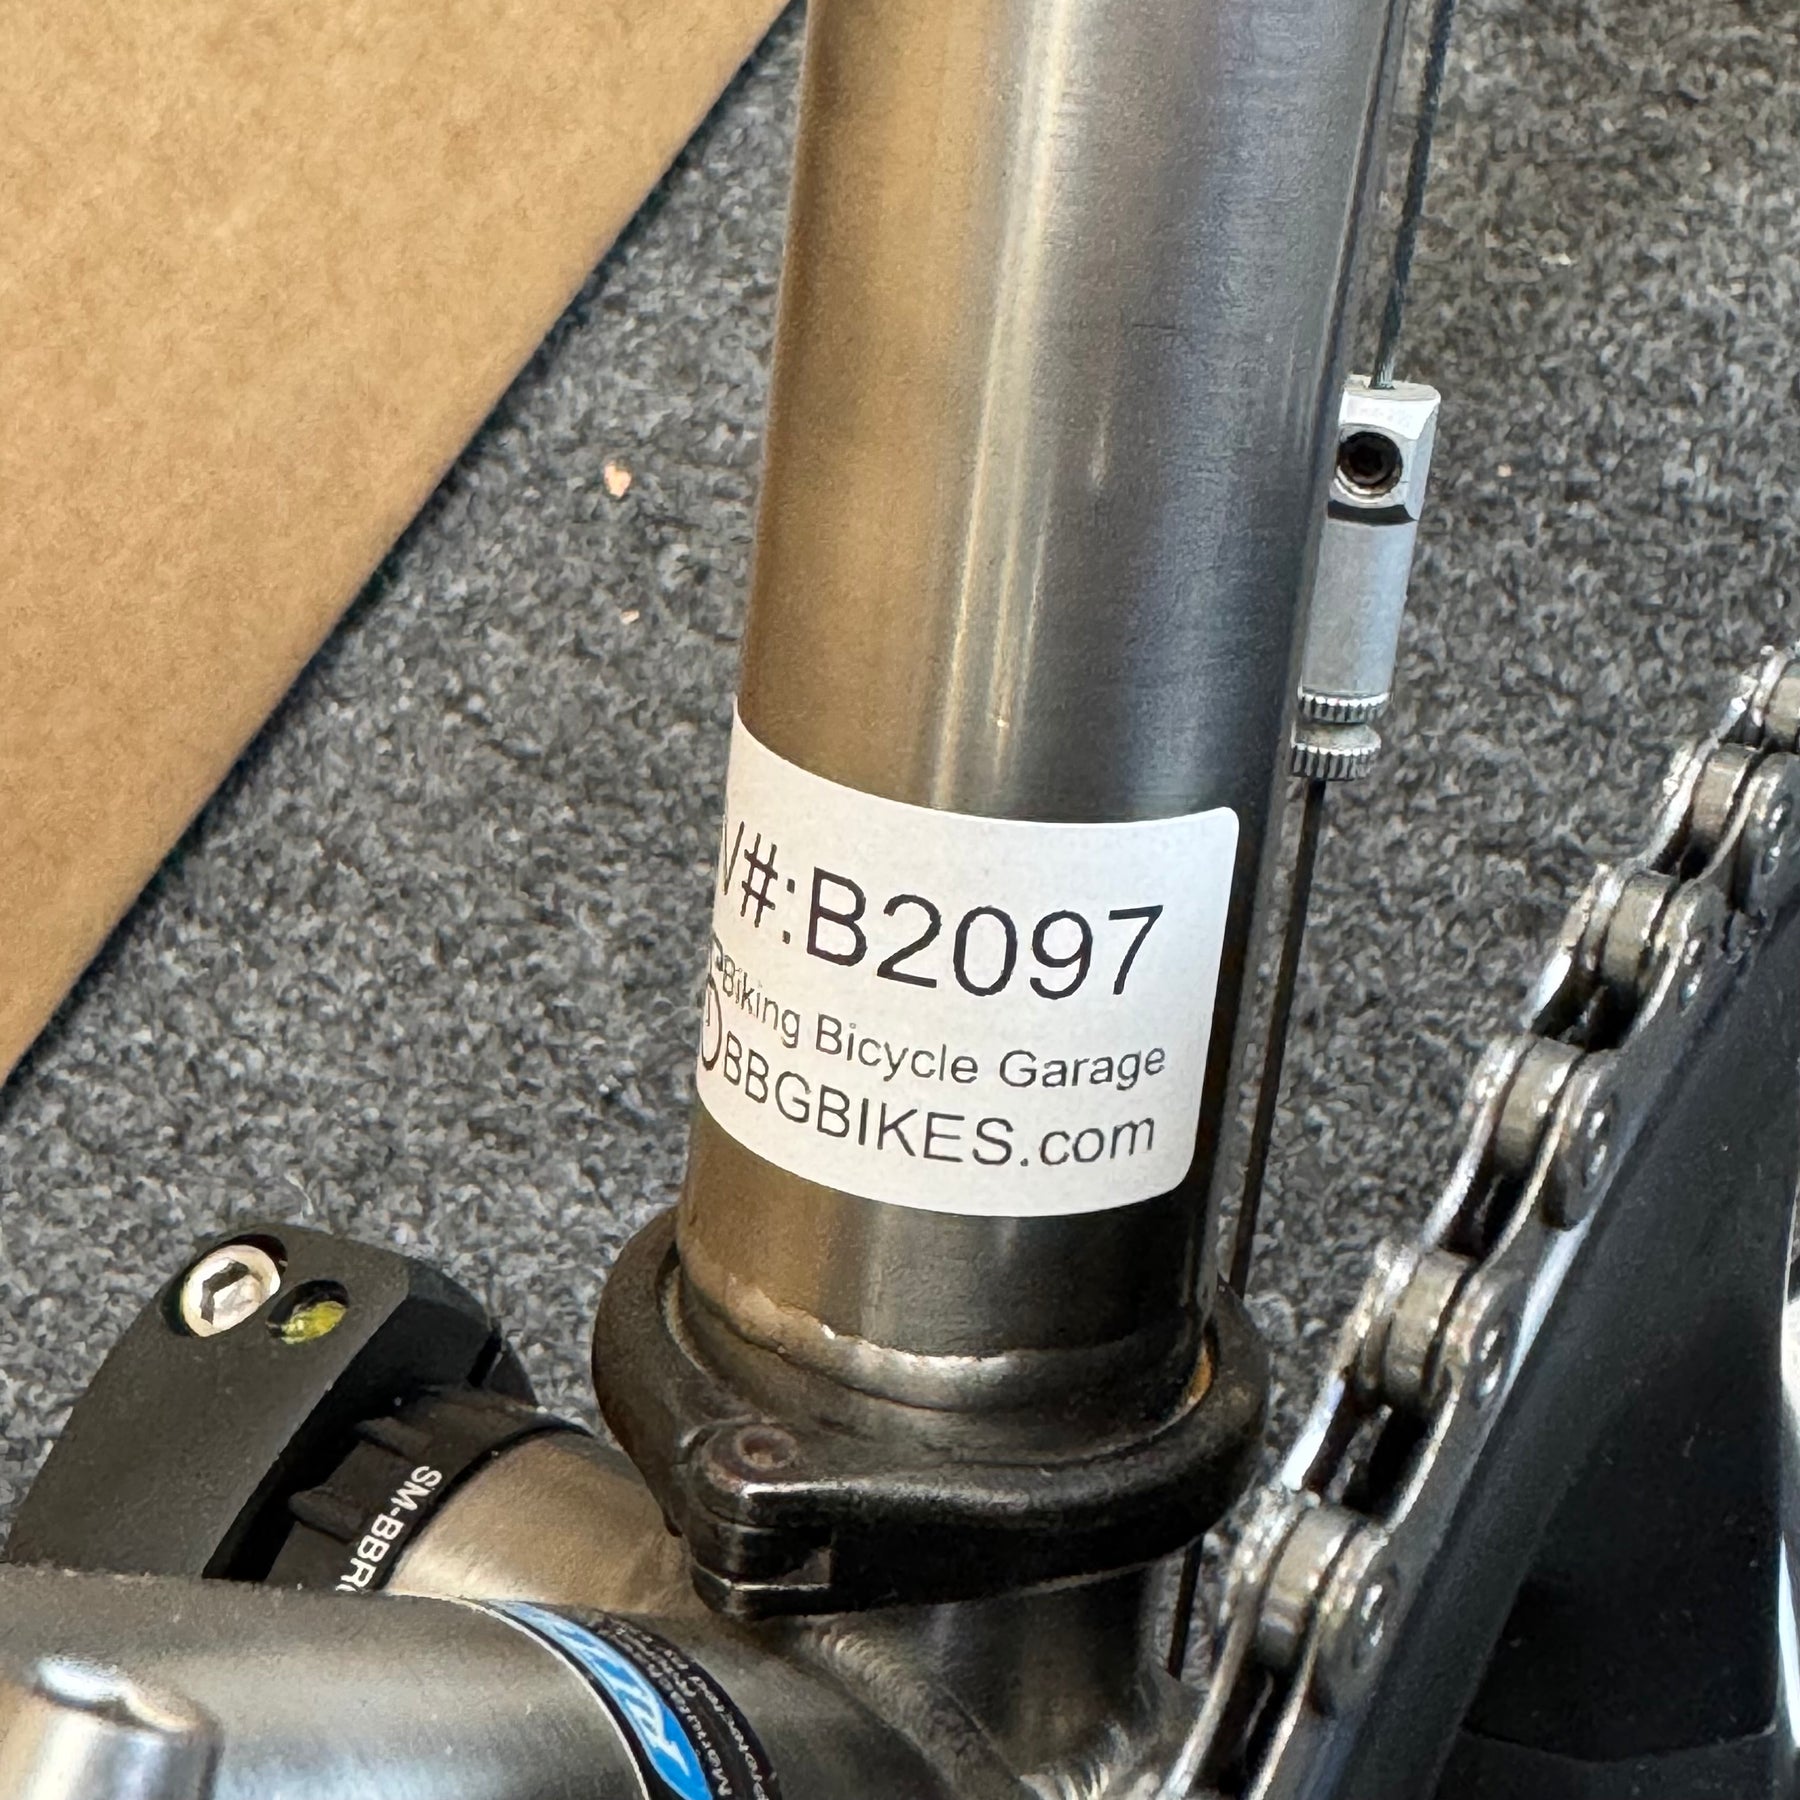 V#:B2097
Biking Bicycle Garage
BBGBIKES.com
SM-BBR